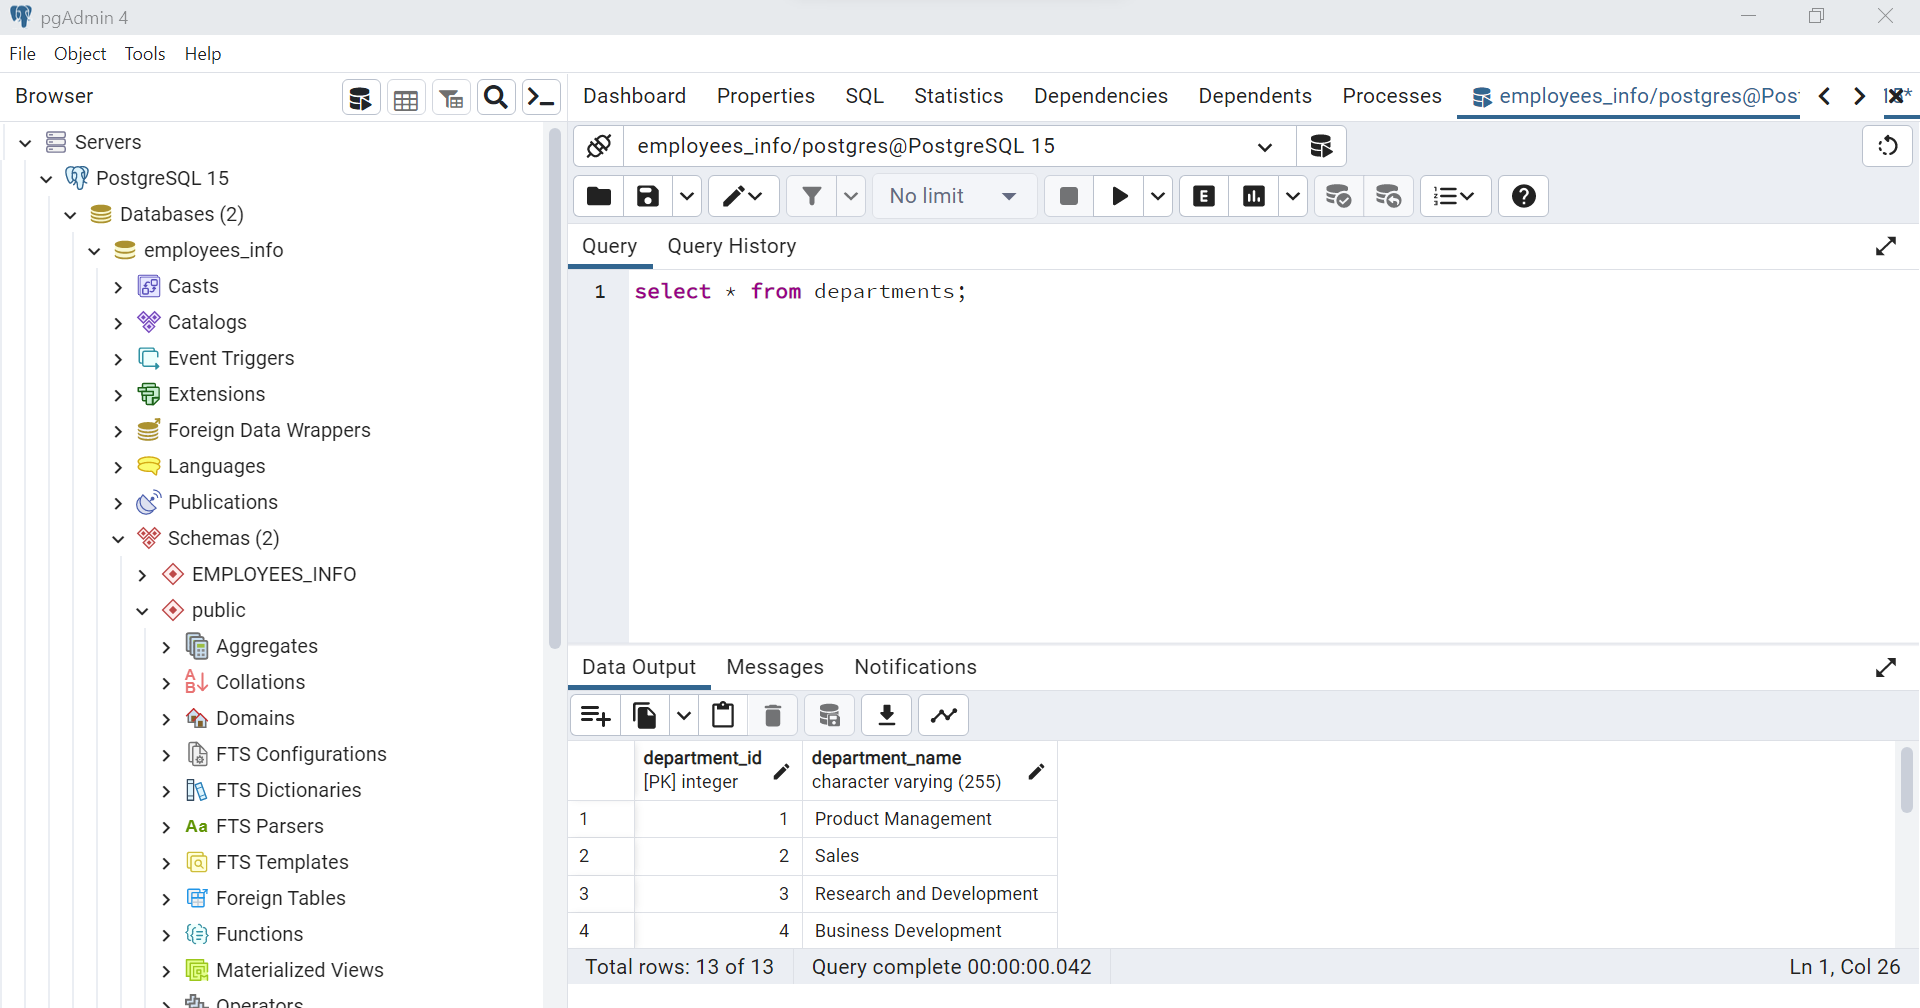 pgAdmin 4
File Object Tools Help
Browser
Dashboard Properties SQL Statistics Dependencies Dependents Processes employees_info/postgres@Pos
Servers
PostgreSQL 15
Databases (2)
employees_info
Casts
Catalogs
Event Triggers
Extensions
Foreign Data Wrappers
Languages
Publications
Schemas (2)
EMPLOYEES_INFO
public
Aggregates
Collations
Domains
FTS Configurations
FTS Dictionaries
Aa FTS Parsers
FTS Templates
Foreign Tables
Functions
Materialized Views
Operators
employees_info/postgres@PostgreSQL 15
No limit
E
Query Query History
1 select * from departments;
Data Output Messages Notifications
department_id department_name
[PK] integer character varying (255)
1 1 Product Management
2 2 Sales
3 3 Research and Development
4 4 Business Development
Total rows: 13 of 13 Query complete 00:00:00.042 Ln 1, Col 26